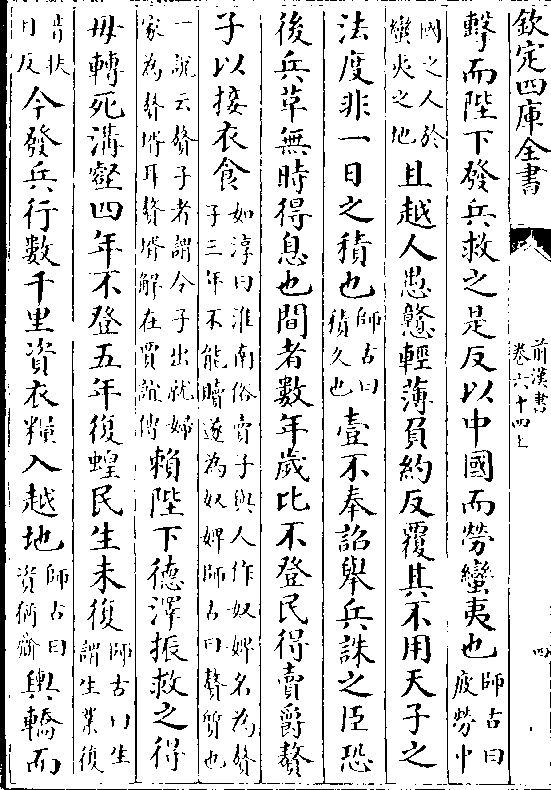 欽定四庫全書
前漢書
卷六十四上
四
擊而陛下發兵救之是反以中國而勞蠻夷也師古曰疲勞中
國之人於蠻夷之地且越人愚戇輕薄負約反覆其不用天子之
法度非一日之積也師古曰積久也壹不奉詔舉兵誅之臣恐
後兵革無時得息也間者數年歲比不登民得賣爵贅
子以接衣食如淳曰淮南俗賣子與人作奴婢名為贅子三年不能贖遂為奴婢師古曰贅質也
一說云贅子者謂令子出就婦家為贅壻耳贅壻解在賈誼傳賴陛下德澤振救之得
毋轉死溝壑四年不登五年復蝗民生未復師古曰生謂生業復
音扶目反今發兵行數千里資衣糧入越地師古曰資猶齎輿轎而